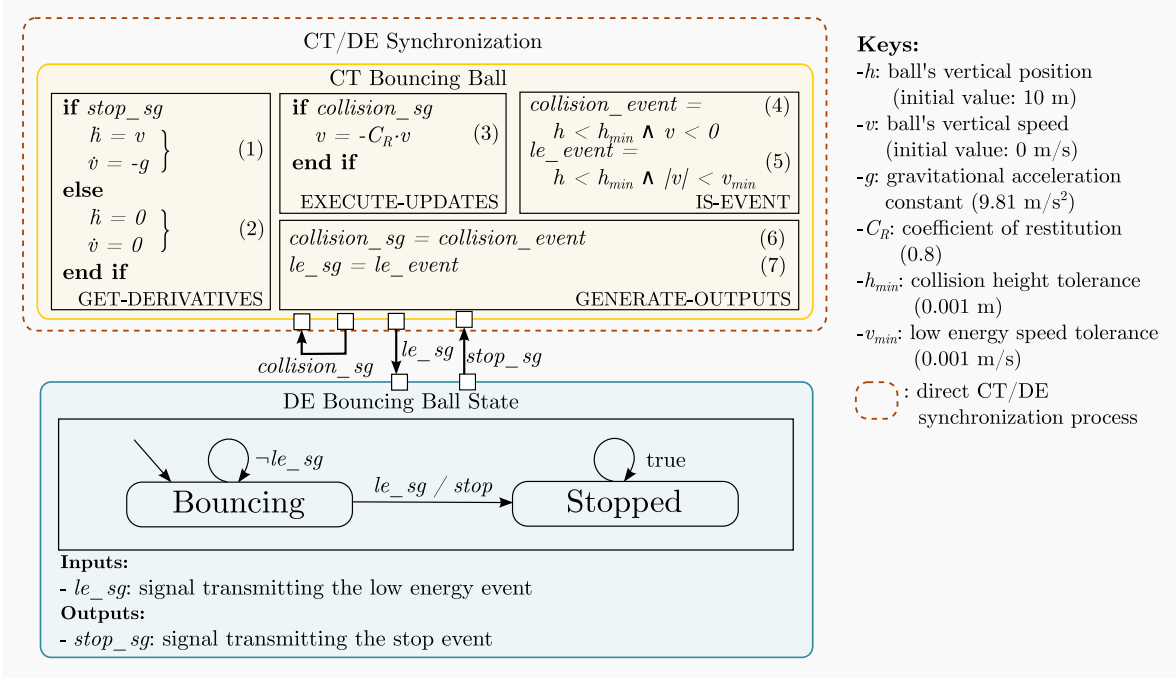 CT/DE Synchronization
CT Bouncing Ball
if stop_sg
ḣ = v
v̇ = -g
(1)
else
ḣ = 0
v̇ = 0
(2)
end if
GET-DERIVATIVES
if collision_sg
v = -C_R·v (3)
end if
EXECUTE-UPDATES
collision_event = (4)
h < h_min ∧ v < 0
le_event = (5)
h < h_min ∧ |v| < v_min
IS-EVENT
collision_sg = collision_event (6)
le_sg = le_event (7)
GENERATE-OUTPUTS
collision_sg
le_sg
stop_sg
DE Bouncing Ball State
¬le_sg
Bouncing
le_sg / stop
true
Stopped
Inputs:
- le_sg: signal transmitting the low energy event
Outputs:
- stop_sg: signal transmitting the stop event
Keys:
-h: ball's vertical position
(initial value: 10 m)
-v: ball's vertical speed
(initial value: 0 m/s)
-g: gravitational acceleration
constant (9.81 m/s²)
-C_R: coefficient of restitution
(0.8)
-h_min: collision height tolerance
(0.001 m)
-v_min: low energy speed tolerance
(0.001 m/s)
: direct CT/DE
synchronization process